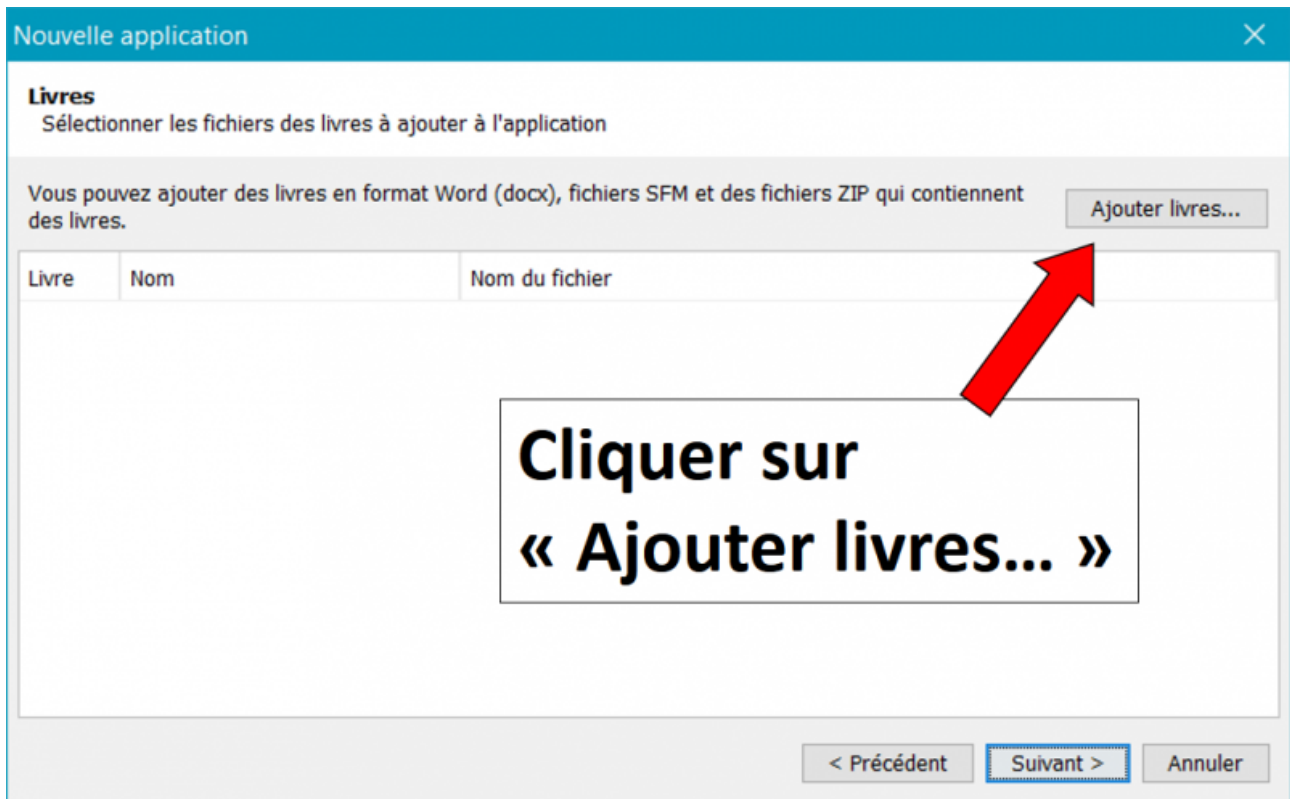 Nouvelle application
Livres
Sélectionner les fichiers des livres à ajouter à l'application
Vous pouvez ajouter des livres en format Word (docx), fichiers SFM et des fichiers ZIP qui contiennent
des livres.
Ajouter livres...
Livre Nom Nom du fichier
Cliquer sur
« Ajouter livres... »
< Précédent Suivant > Annuler